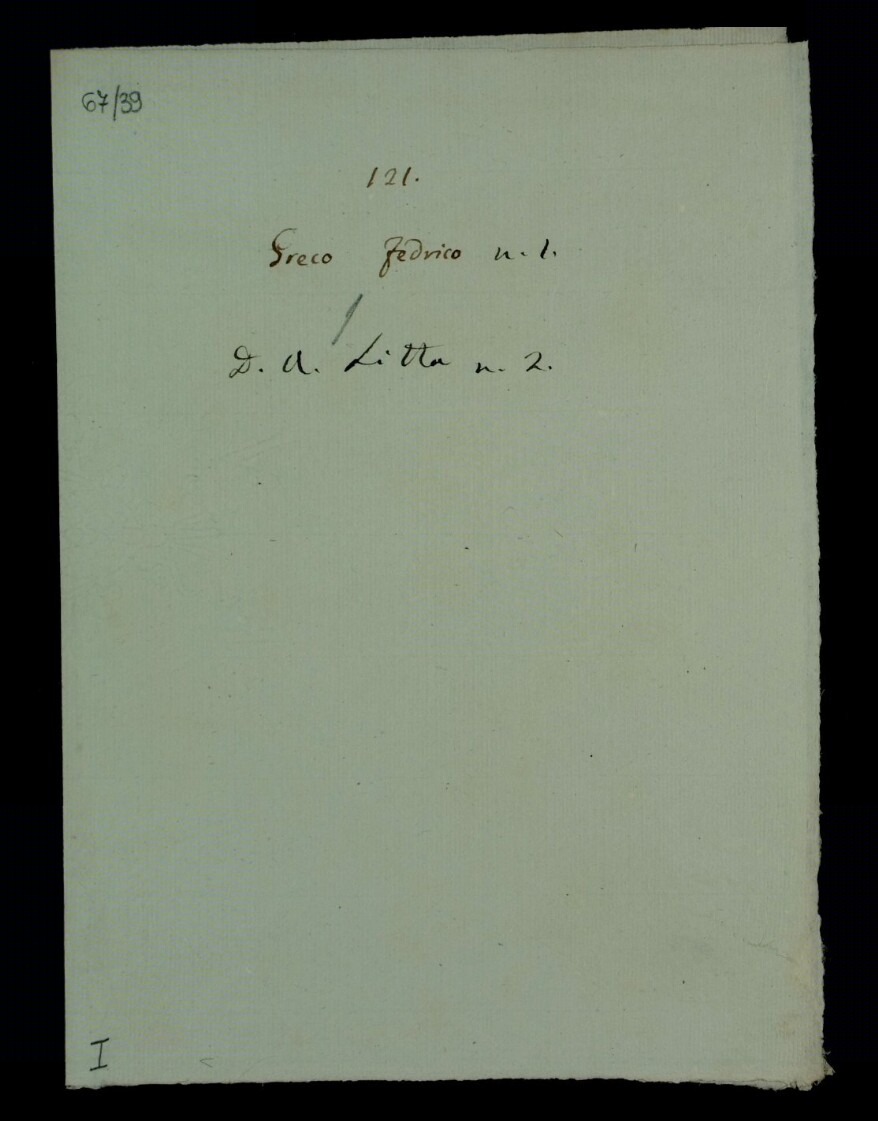 67/39
121.
Greco Fedrico n. 1.
D. A. Litta n. 2.
I